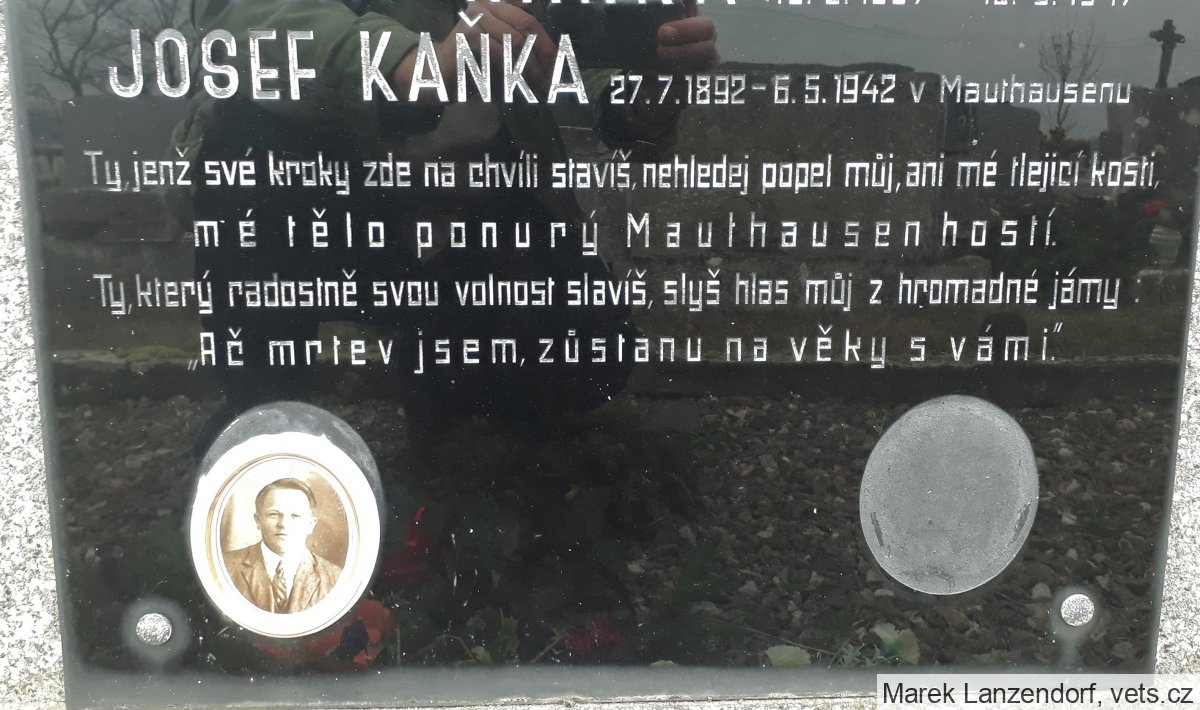 JOSEF KAŇKA 27.7.1892 – 6.5.1942 v Mauthausenu
Ty, jenž své kroky zde na chvíli stavíš, nehledej popel můj, ani mé tlející kosti,
mé tělo ponurý Mauthausen hostí.
Ty, který radostně svou volnost slavíš, slyš hlas můj z hromadné jámy :
„Ač mrtev jsem, zůstanu na věky s vámi.“
Marek Lanzendorf, vets.cz